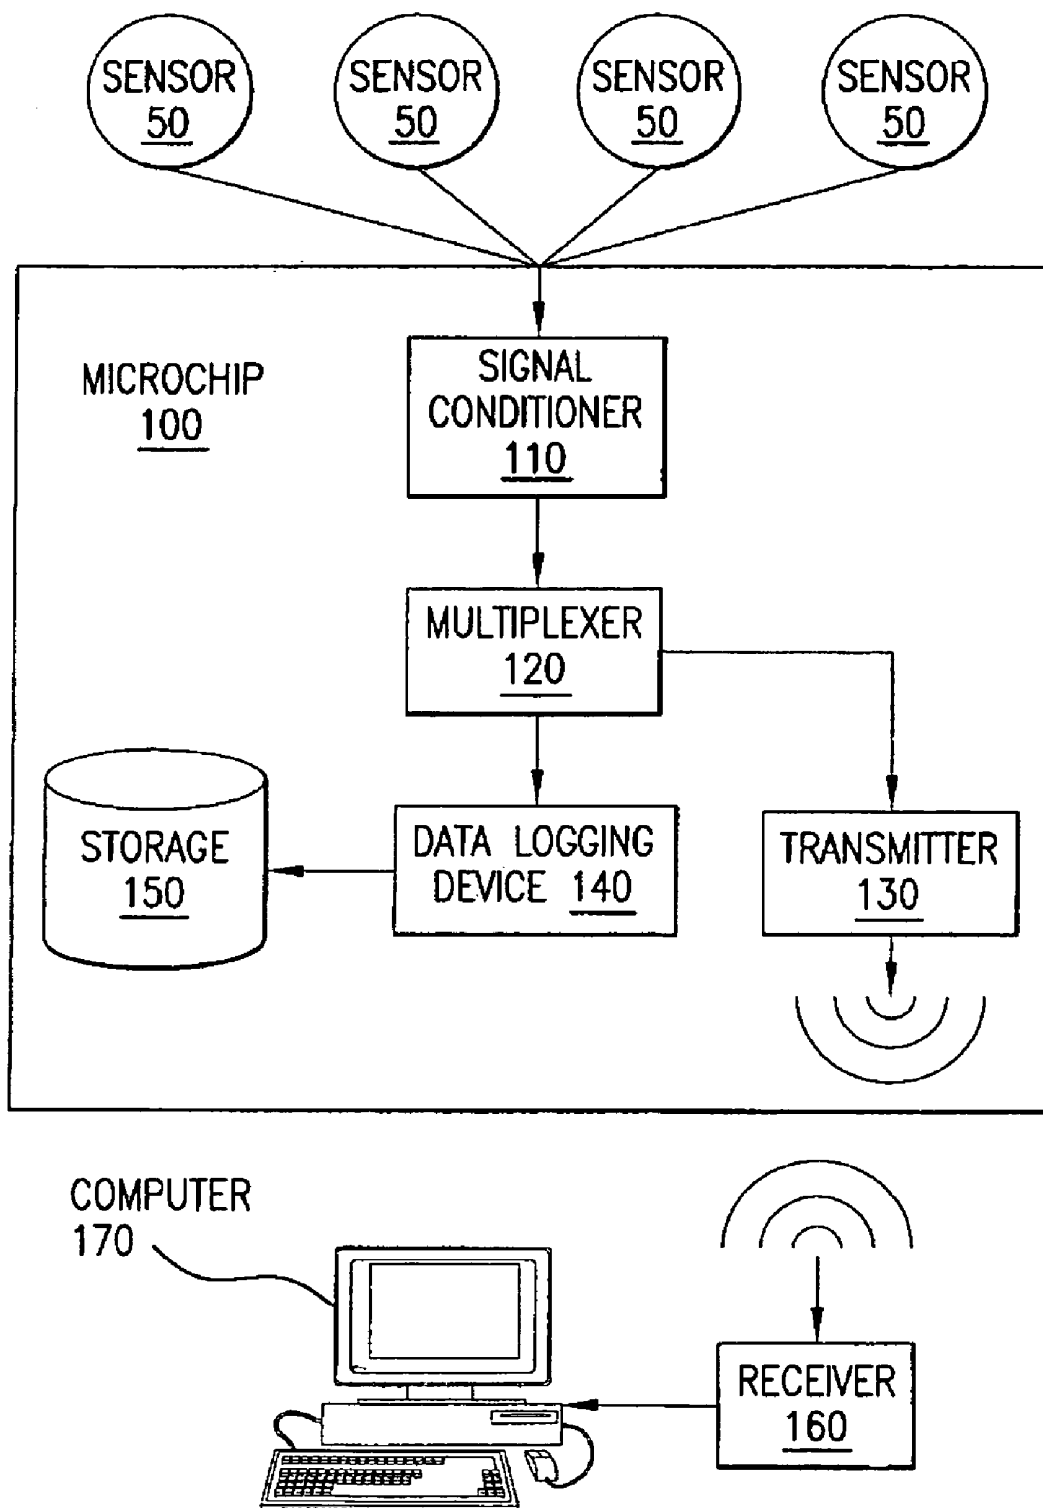 SENSOR
50
SENSOR
50
SENSOR
50
SENSOR
50
MICROCHIP
100
SIGNAL
CONDITIONER
110
MULTIPLEXER
120
STORAGE
150
DATA LOGGING
DEVICE 140
TRANSMITTER
130
COMPUTER
170
RECEIVER
160